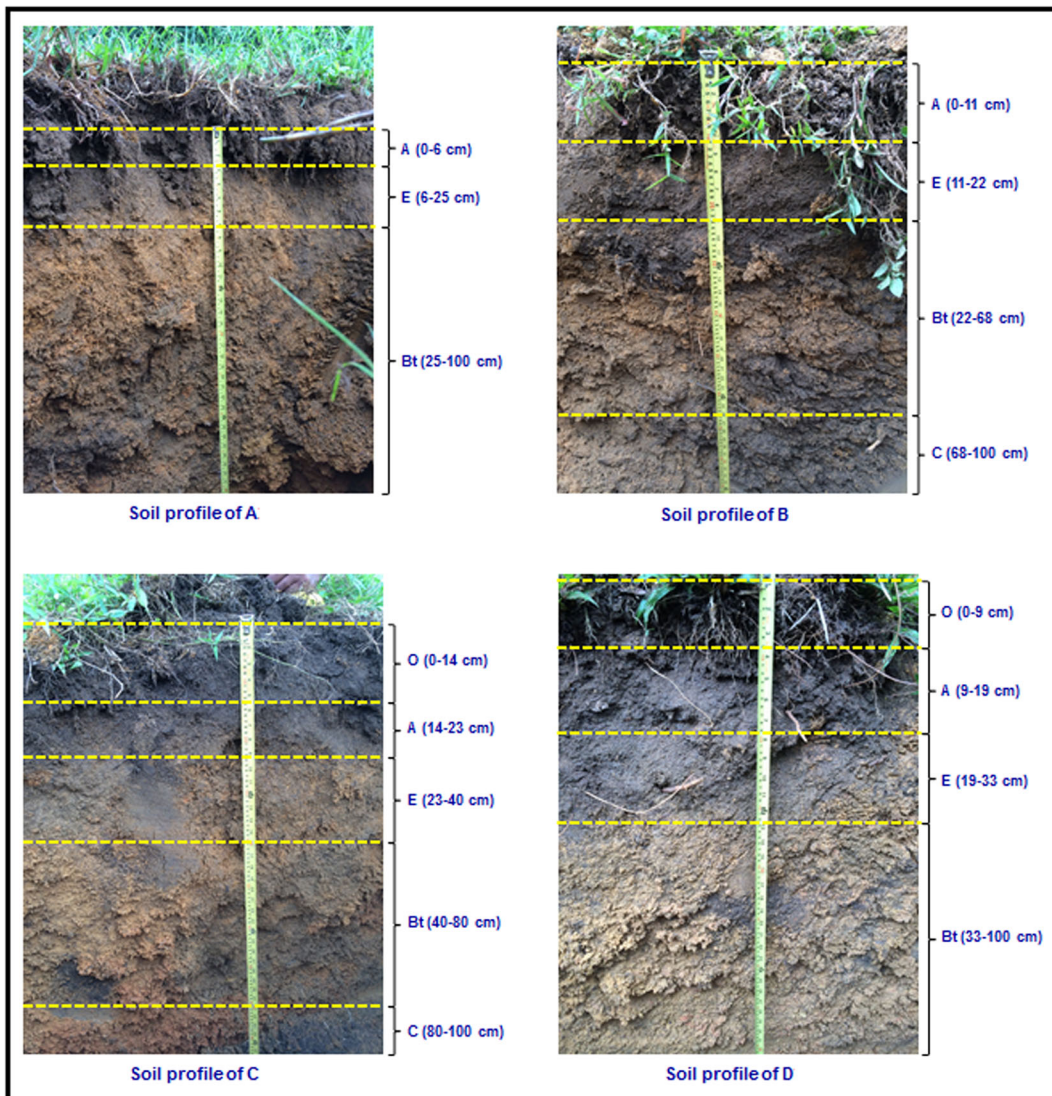 A (0-6 cm)
E (6-25 cm)
Bt (25-100 cm)
Soil profile of A
A (0-11 cm)
E (11-22 cm)
Bt (22-68 cm)
C (68-100 cm)
Soil profile of B
O (0-14 cm)
A (14-23 cm)
E (23-40 cm)
Bt (40-80 cm)
C (80-100 cm)
Soil profile of C
O (0-9 cm)
A (9-19 cm)
E (19-33 cm)
Bt (33-100 cm)
Soil profile of D